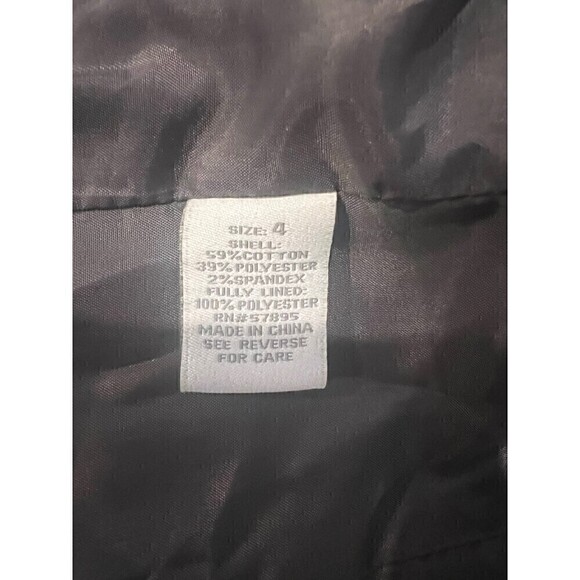 SIZE: 4
SHELL:
59%COTTON
39%POLYESTER
2%SPANDEX
FULLY LINED:
100%POLYESTER
RN#57895
MADE IN CHINA
SEE REVERSE
FOR CARE